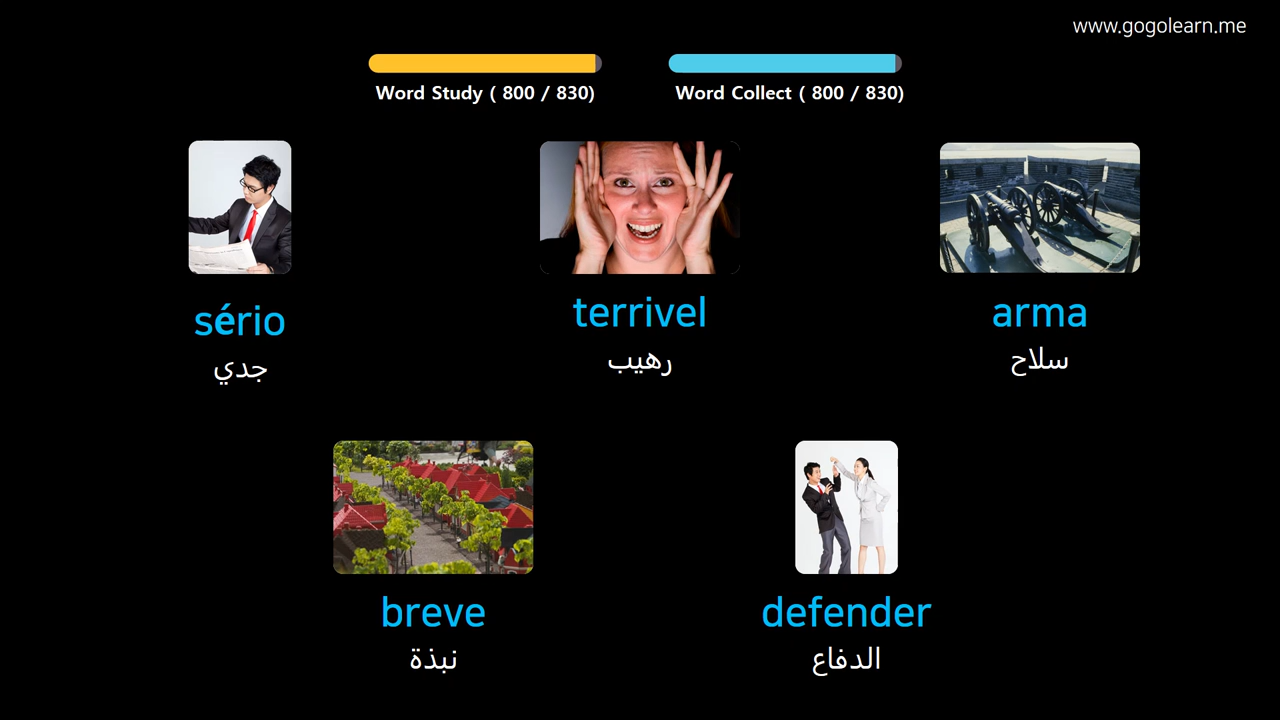 www.gogolearn.me
Word Study ( 800 / 830)
Word Collect ( 800 / 830)
sério
جدي
terrivel
رهيب
arma
سلاح
breve
نبذة
defender
الدفاع